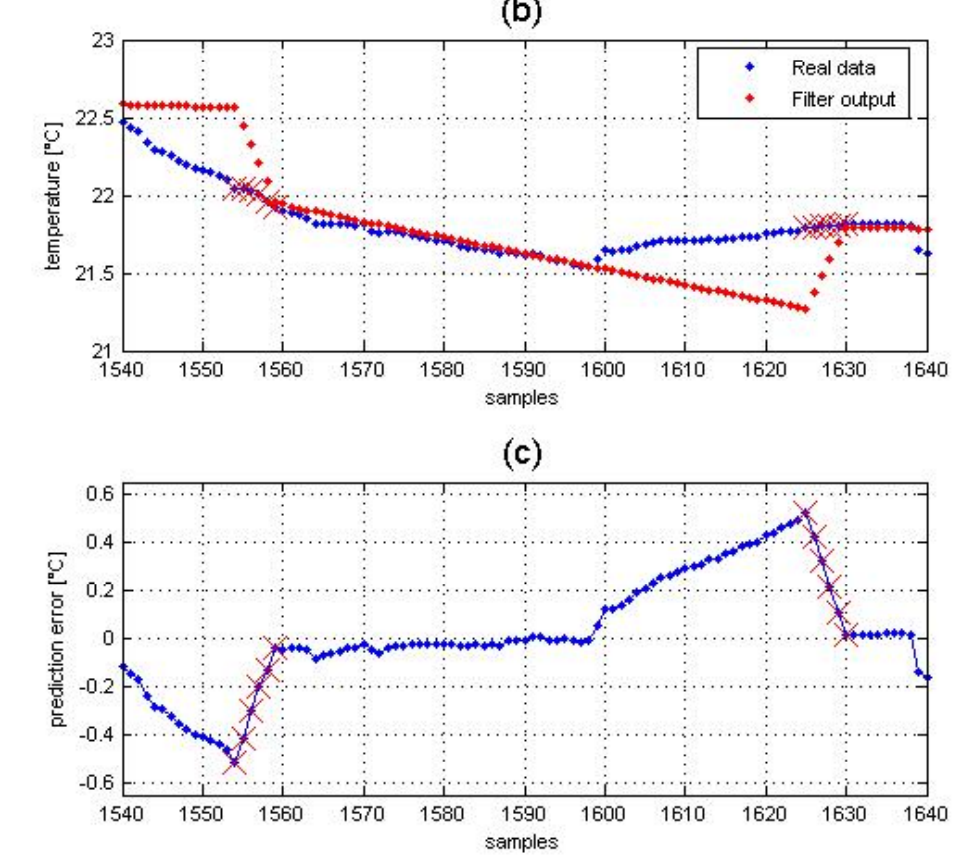 (b)
23
22.5
22
21.5
21
temperature [°C]
Real data
Filter output
1540 1550 1560 1570 1580 1590 1600 1610 1620 1630 1640
samples
(c)
0.6
0.4
0.2
0
-0.2
-0.4
-0.6
prediction error [°C]
1540 1550 1560 1570 1580 1590 1600 1610 1620 1630 1640
samples